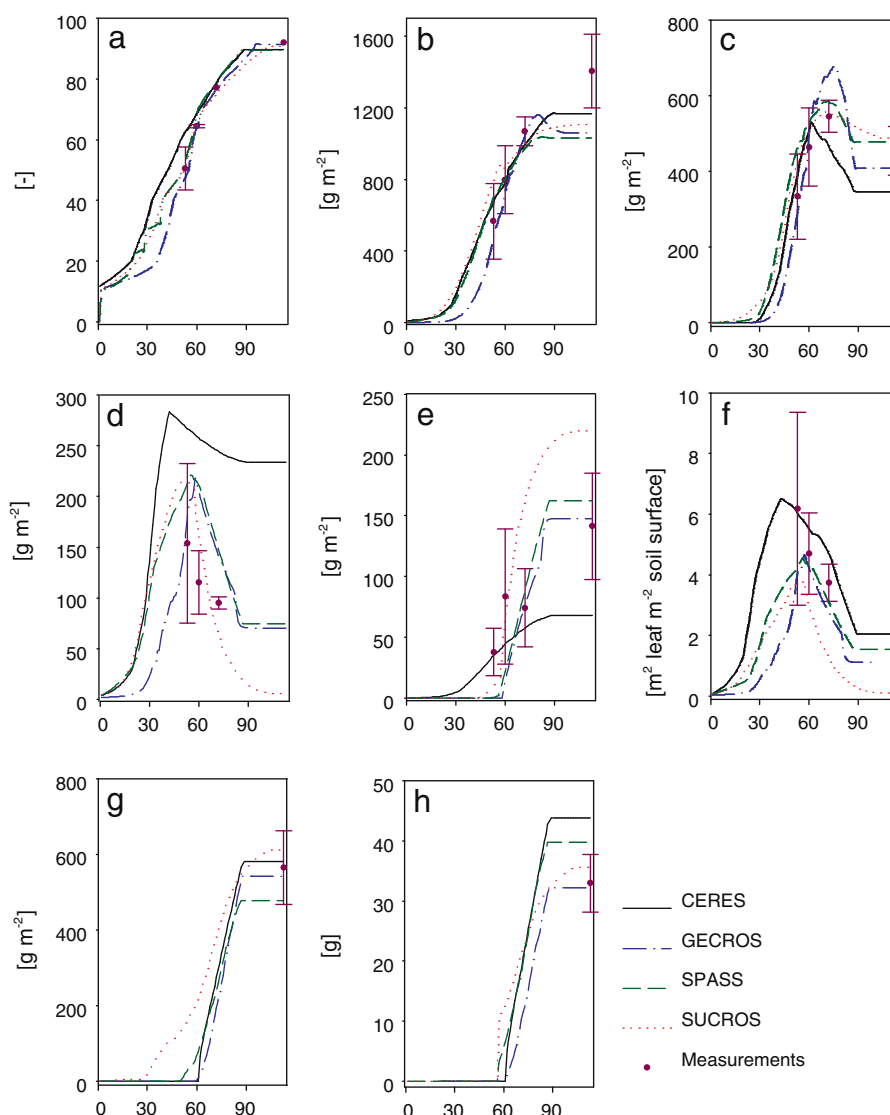 a
100
80
60
40
20
0
[-]
0 30 60 90
b
1600
1200
800
400
0
[g m-2]
0 30 60 90
c
800
600
400
200
0
[g m-2]
0 30 60 90
d
300
250
200
150
100
50
0
[g m-2]
0 30 60 90
e
250
200
150
100
50
0
[g m-2]
0 30 60 90
f
10
8
6
4
2
0
[m2 leaf m-2 soil surface]
0 30 60 90
g
800
600
400
200
0
[g m-2]
0 30 60 90
h
50
40
30
20
10
0
[g]
0 30 60 90
CERES
GECROS
SPASS
SUCROS
Measurements